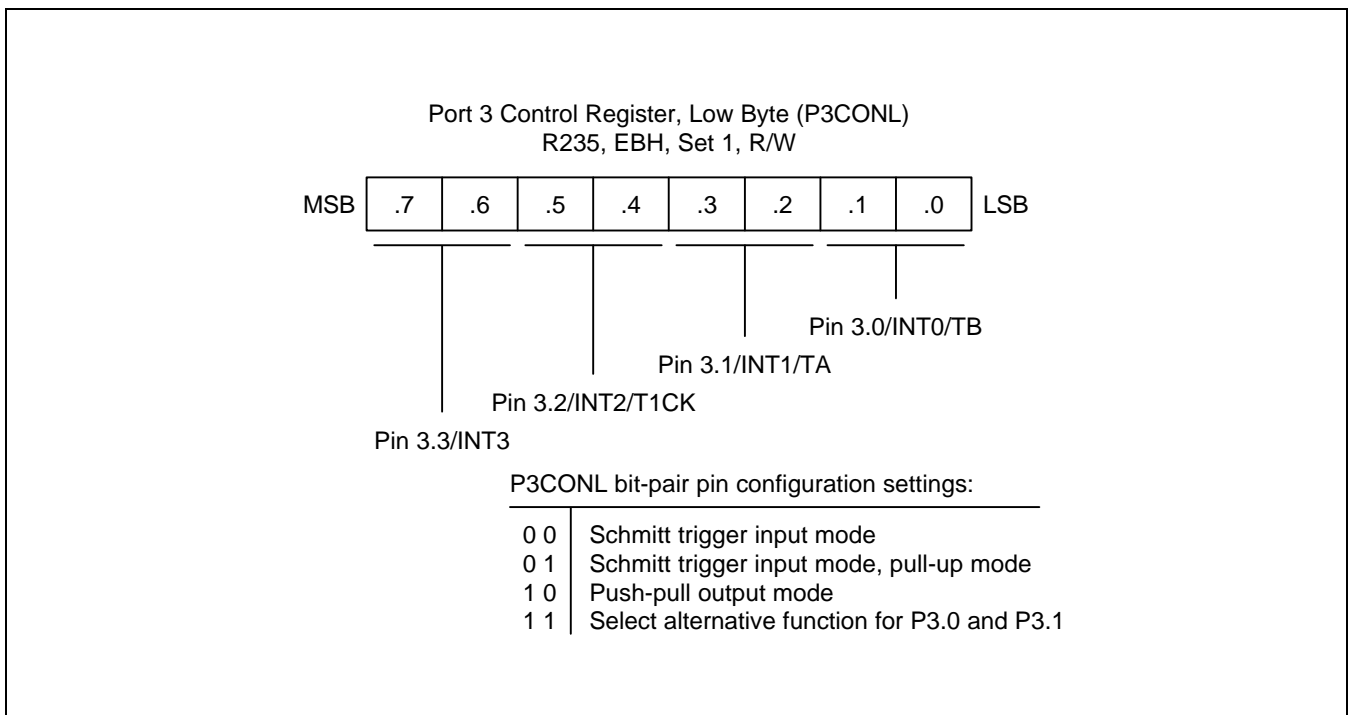 Port 3 Control Register, Low Byte (P3CONL)
R235, EBH, Set 1, R/W
MSB .7 .6 .5 .4 .3 .2 .1 .0 LSB
Pin 3.0/INT0/TB
Pin 3.1/INT1/TA
Pin 3.2/INT2/T1CK
Pin 3.3/INT3
P3CONL bit-pair pin configuration settings:
0 0 Schmitt trigger input mode
0 1 Schmitt trigger input mode, pull-up mode
1 0 Push-pull output mode
1 1 Select alternative function for P3.0 and P3.1